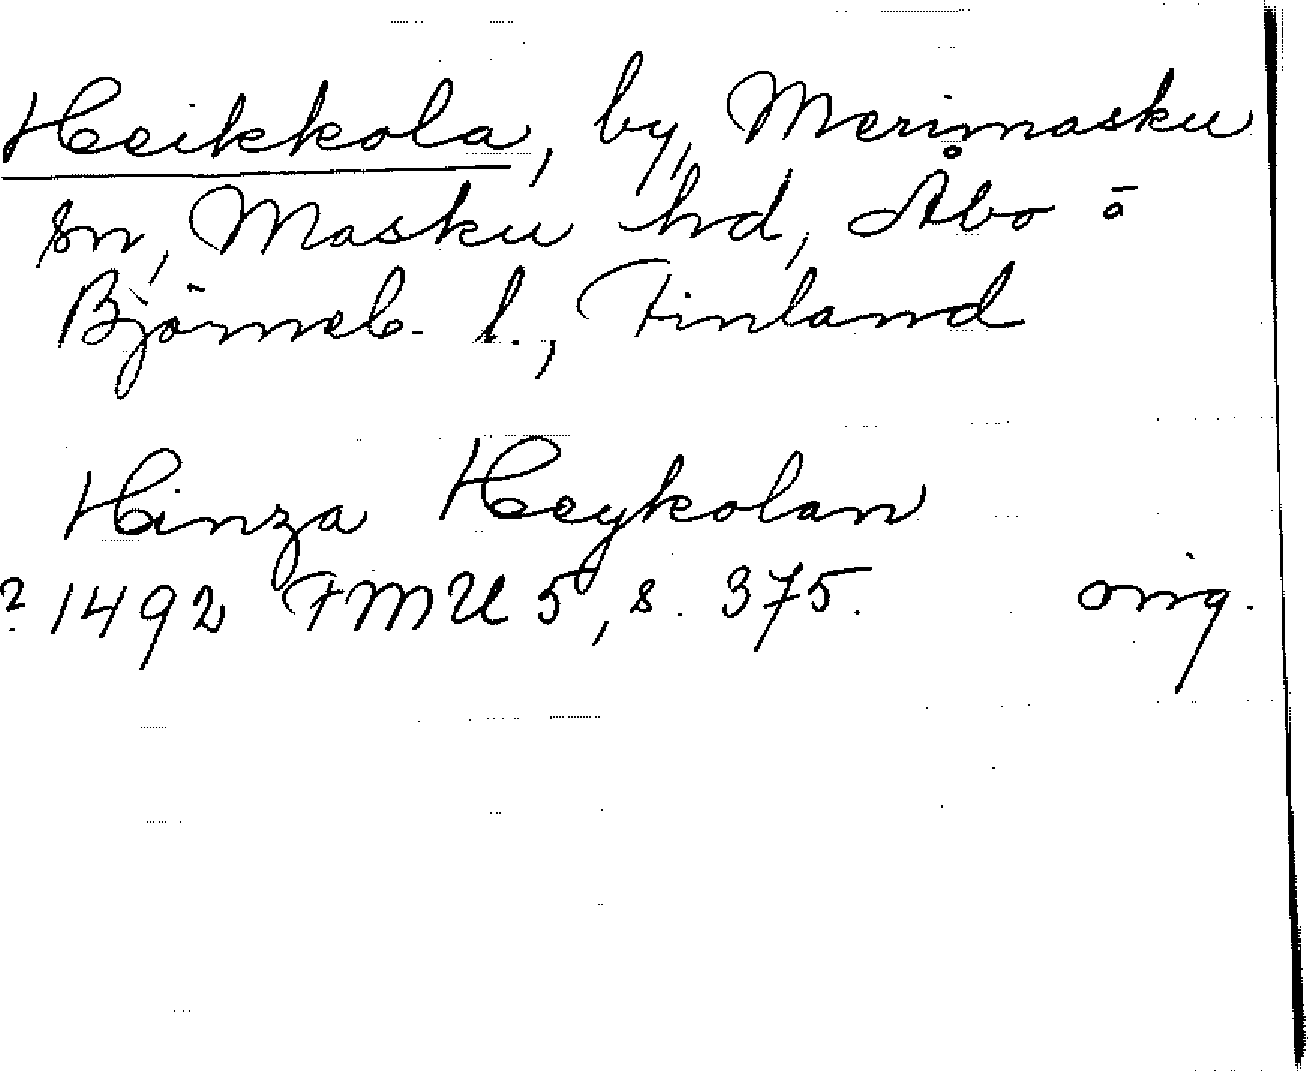 Heikkola, by, Merimasku
sn, Masku hd, Åbo o
Björneb. l., Finland
Hinza Heykolan
? 1492 FMU 5, s. 375. orig.